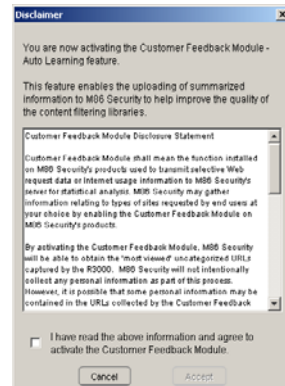 Disclaimer
You are now activating the Customer Feedback Module -
Auto Learning feature.
This feature enables the uploading of summarized
information to M86 Security to help improve the quality of
the content filtering libraries.
Customer Feedback Module Disclosure Statement
Customer Feedback Module shall mean the function installed
on M86 Security's products used to transmit selective Web
request data or Internet usage information to M86 Security's
server for statistical analysis. M86 Security may gather
information relating to types of sites requested by end users at
your choice by enabling the Customer Feedback Module on
M86 Security's products.
By activating the Customer Feedback Module, M86 Security
will be able to obtain the 'most viewed' uncategorized URLs
captured by the R3000. M86 Security will not intentionally
collect any personal information as part of this process.
However, it is possible that some personal information may be
contained in the URLs collected by the Customer Feedback
I have read the above information and agree to
activate the Customer Feedback Module.
Cancel
Accept